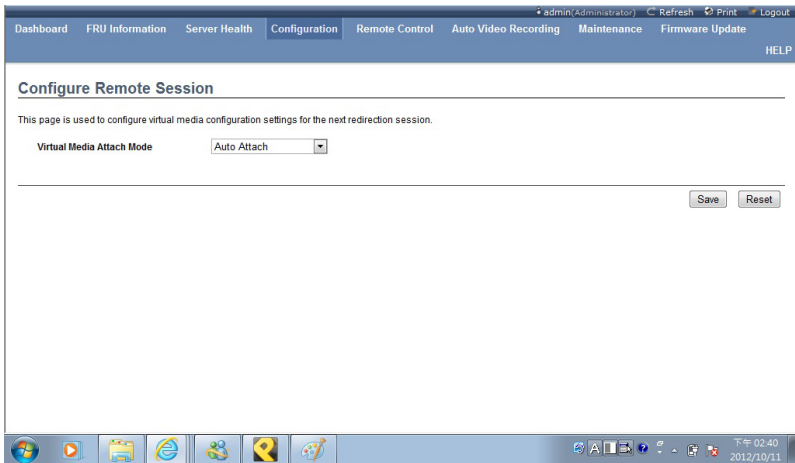 admin(Administrator) Refresh Print Logout
Dashboard FRU Information Server Health Configuration Remote Control Auto Video Recording Maintenance Firmware Update
HELP
Configure Remote Session
This page is used to configure virtual media configuration settings for the next redirection session.
Virtual Media Attach Mode Auto Attach
Save Reset
A
下午 02:40
2012/10/11